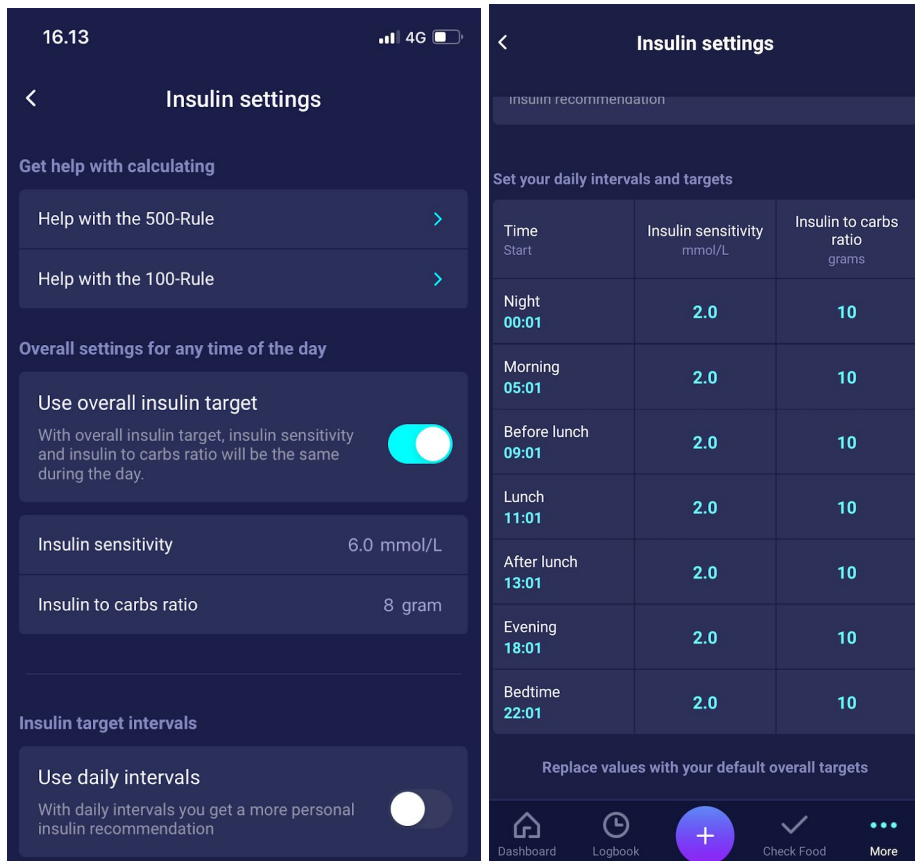 16.13
4G
Insulin settings
Get help with calculating
Help with the 500-Rule
Help with the 100-Rule
Overall settings for any time of the day
Use overall insulin target
With overall insulin target, insulin sensitivity
and insulin to carbs ratio will be the same
during the day.
Insulin sensitivity 6.0 mmol/L
Insulin to carbs ratio 8 gram
Insulin target intervals
Use daily intervals
With daily intervals you get a more personal
insulin recommendation
Insulin settings
insulin recommendation
Set your daily intervals and targets
Time
Start
Insulin sensitivity
mmol/L
Insulin to carbs
ratio
grams
Night
00:01
2.0
10
Morning
05:01
2.0
10
Before lunch
09:01
2.0
10
Lunch
11:01
2.0
10
After lunch
13:01
2.0
10
Evening
18:01
2.0
10
Bedtime
22:01
2.0
10
Replace values with your default overall targets
Dashboard
Logbook
Check Food
More